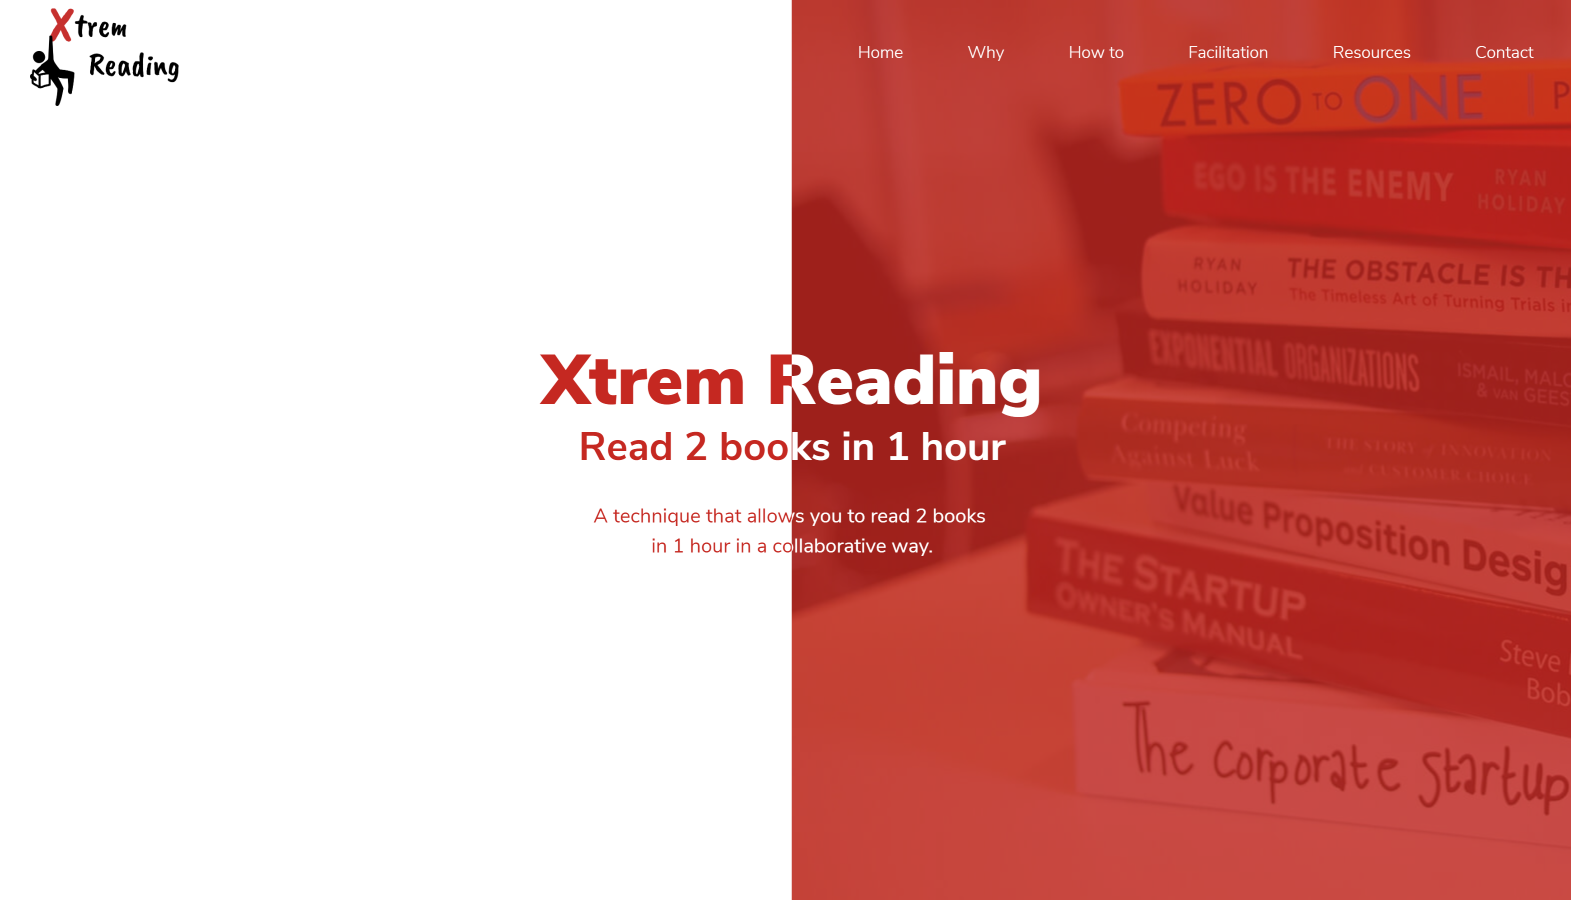 Xtrem
Reading
Home
Why
How to
Facilitation
Resources
Contact
Xtrem Reading
Read 2 books in 1 hour
A technique that allows you to read 2 books
in 1 hour in a collaborative way.
ZERO TO ONE | P
EGO IS THE ENEMY
RYAN
HOLIDAY
RYAN
HOLIDAY
THE OBSTACLE IS TH
The Timeless Art of Turning Trials in
EXPONENTIAL ORGANIZATIONS
ISMAIL, MALO
& VAN GEES
Competing
Against Luck
THE STORY of INNOVATION
and CUSTOMER CHOICE
Value Proposition Desig
THE STARTUP
OWNER'S MANUAL
Steve
Bob
The corporate startup